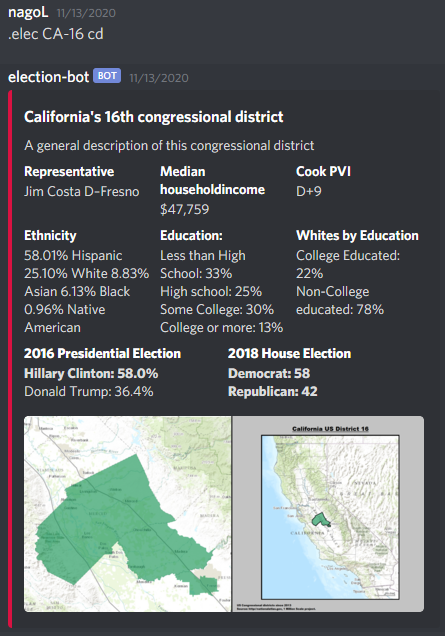 nagoL 11/13/2020
.elec CA-16 cd
election-bot BOT 11/13/2020
California's 16th congressional district
A general description of this congressional district
Representative
Jim Costa D–Fresno
Median
householdincome
$47,759
Cook PVI
D+9
Ethnicity
58.01% Hispanic
25.10% White 8.83%
Asian 6.13% Black
0.96% Native
American
Education:
Less than High
School: 33%
High school: 25%
Some College: 30%
College or more: 13%
Whites by Education
College Educated:
22%
Non-College
educated: 78%
2016 Presidential Election
Hillary Clinton: 58.0%
Donald Trump: 36.4%
2018 House Election
Democrat: 58
Republican: 42
California US District 16
CALIFORNIA